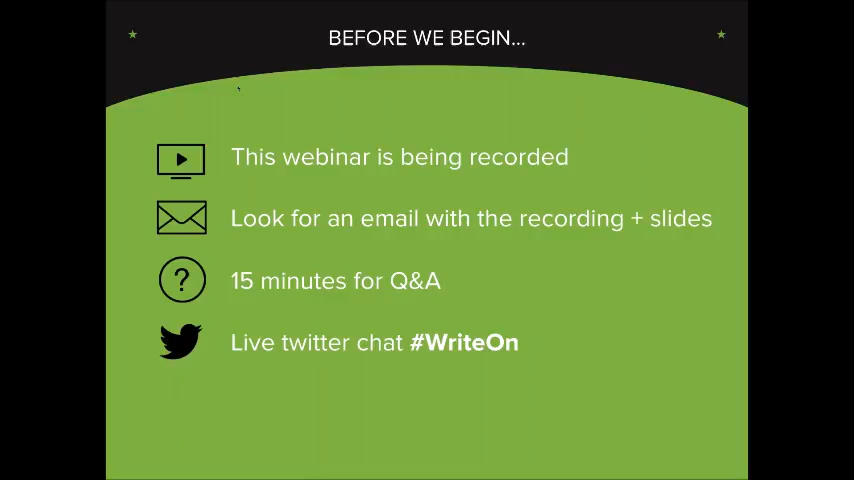 BEFORE WE BEGIN...
This webinar is being recorded
Look for an email with the recording + slides
? 15 minutes for Q&A
Live twitter chat #WriteOn